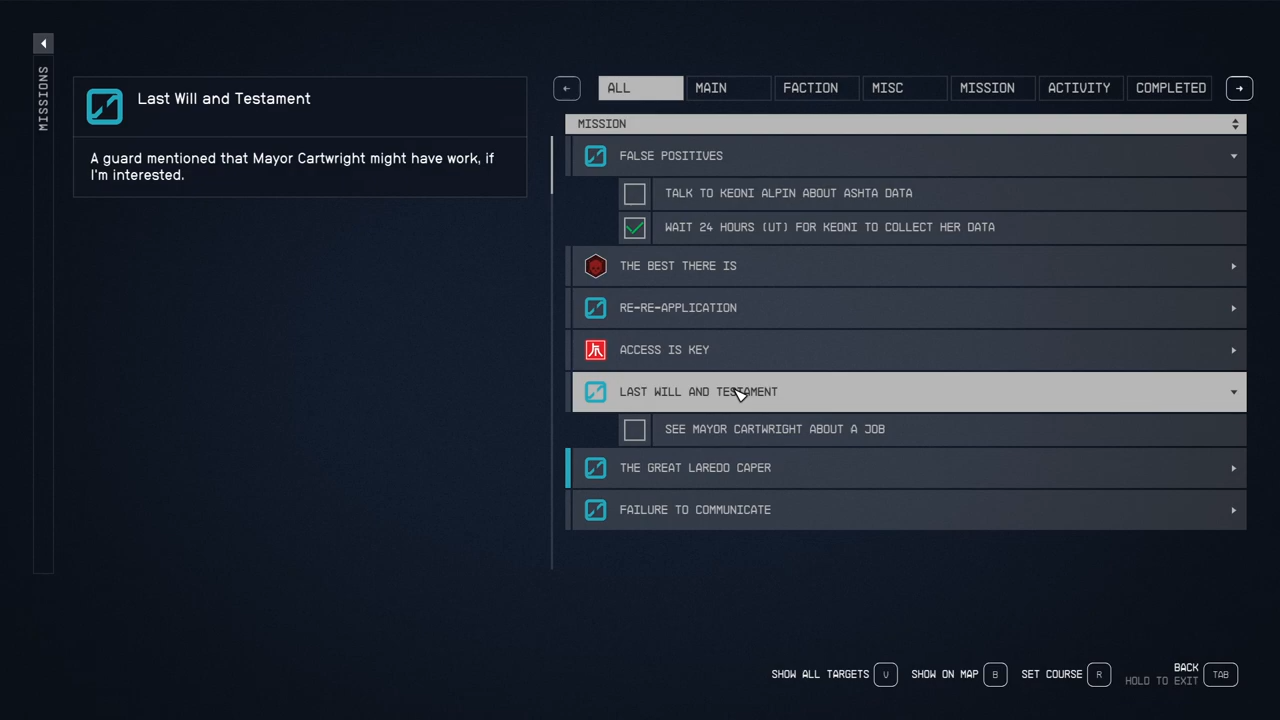 MISSIONS
Last Will and Testament
A guard mentioned that Mayor Cartwright might have work, if
I'm interested.
ALL
MAIN
FACTION
MISC
MISSION
ACTIVITY
COMPLETED
MISSION
FALSE POSITIVES
TALK TO KEONI ALPIN ABOUT ASHTA DATA
WAIT 24 HOURS (UT) FOR KEONI TO COLLECT HER DATA
THE BEST THERE IS
RE-RE-APPLICATION
ACCESS IS KEY
LAST WILL AND TESTAMENT
SEE MAYOR CARTWRIGHT ABOUT A JOB
THE GREAT LAREDO CAPER
FAILURE TO COMMUNICATE
SHOW ALL TARGETS V
SHOW ON MAP B
SET COURSE R
BACK
HOLD TO EXIT
TAB